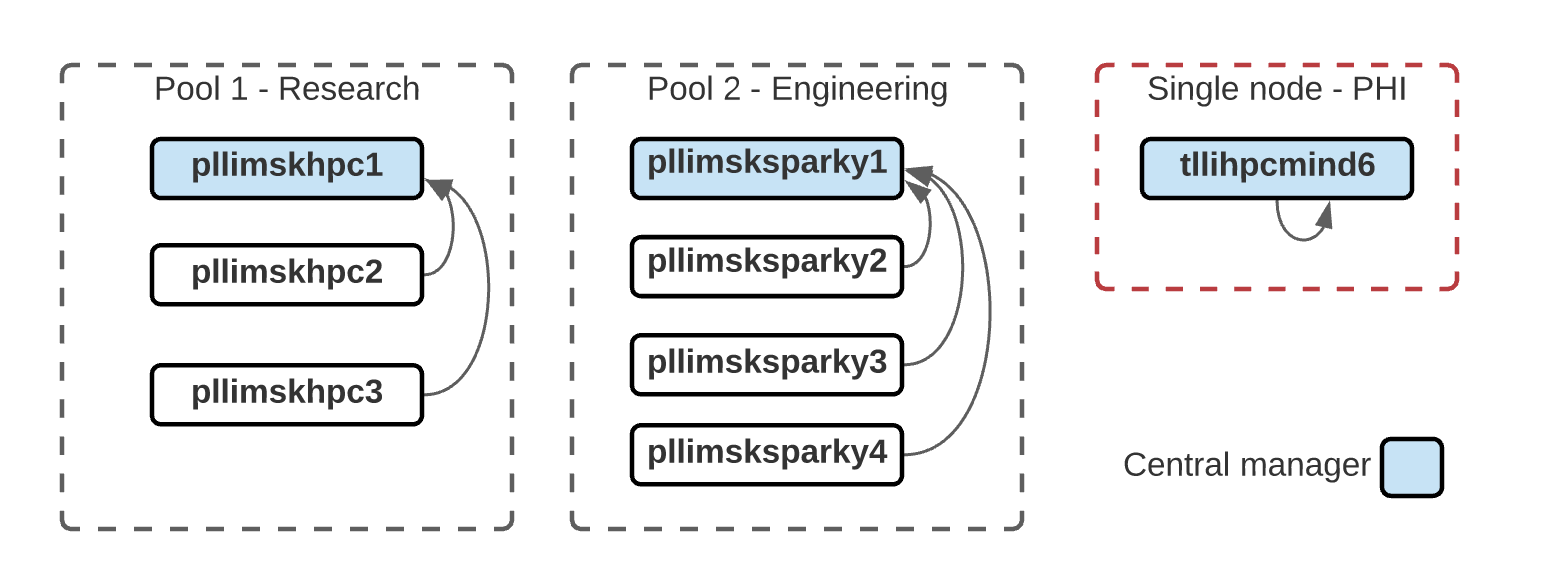 Pool 1 - Research
pllimskhpc1
pllimskhpc2
pllimskhpc3
Pool 2 - Engineering
pllimsksparky1
pllimsksparky2
pllimsksparky3
pllimsksparky4
Single node - PHI
tllihpcmind6
Central manager